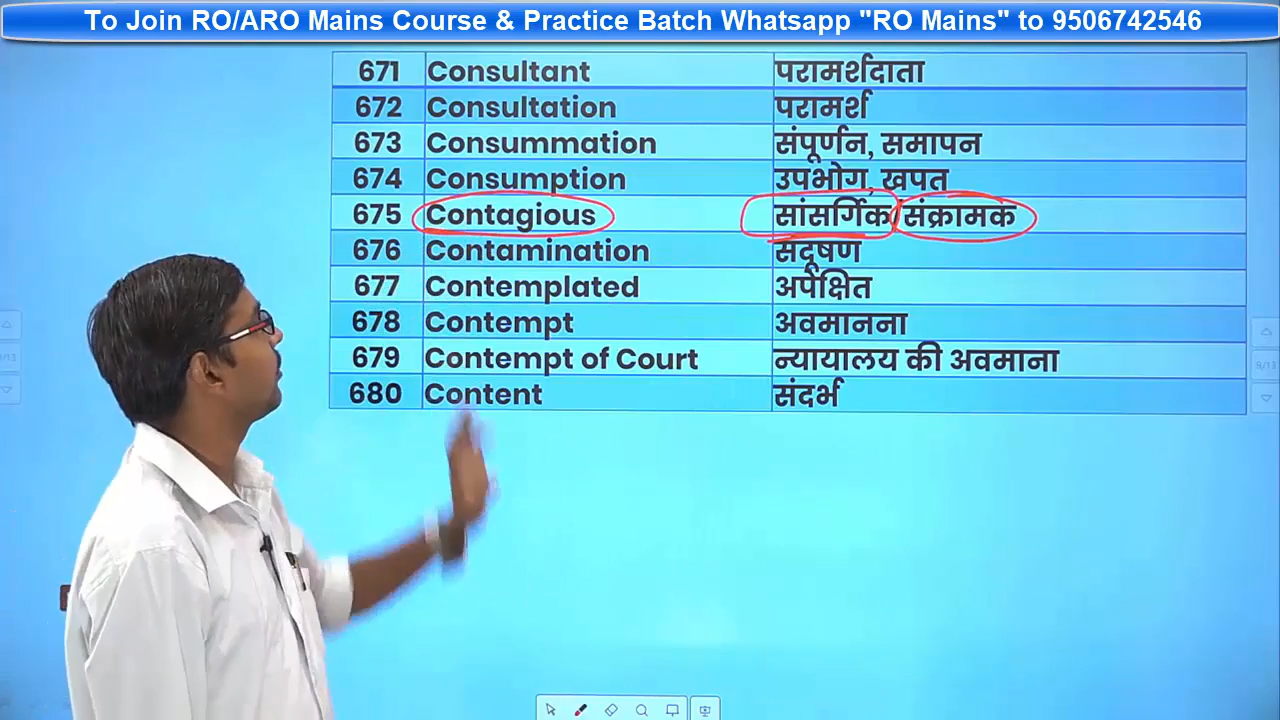 To Join RO/ARO Mains Course & Practice Batch Whatsapp "RO Mains" to 9506742546
671 Consultant परामर्शदाता
672 Consultation परामर्श
673 Consummation संपूर्णन, समापन
674 Consumption उपभोग, खपत
675 Contagious सांसर्गिक संक्रामक
676 Contamination संदूषण
677 Contemplated अपेक्षित
678 Contempt अवमानना
679 Contempt of Court न्यायालय की अवमाना
680 Content संदर्भ
9/13